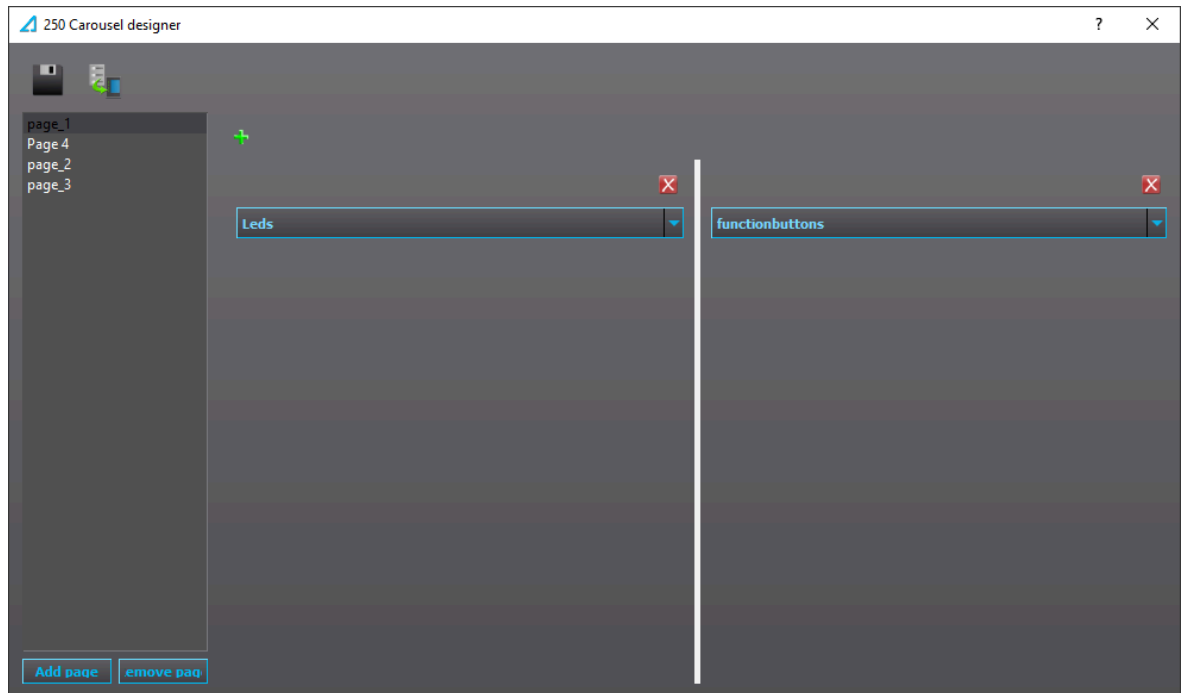 250 Carousel designer
page_1
Page 4
page_2
page_3
Leds
functionbuttons
Add page
emove pag